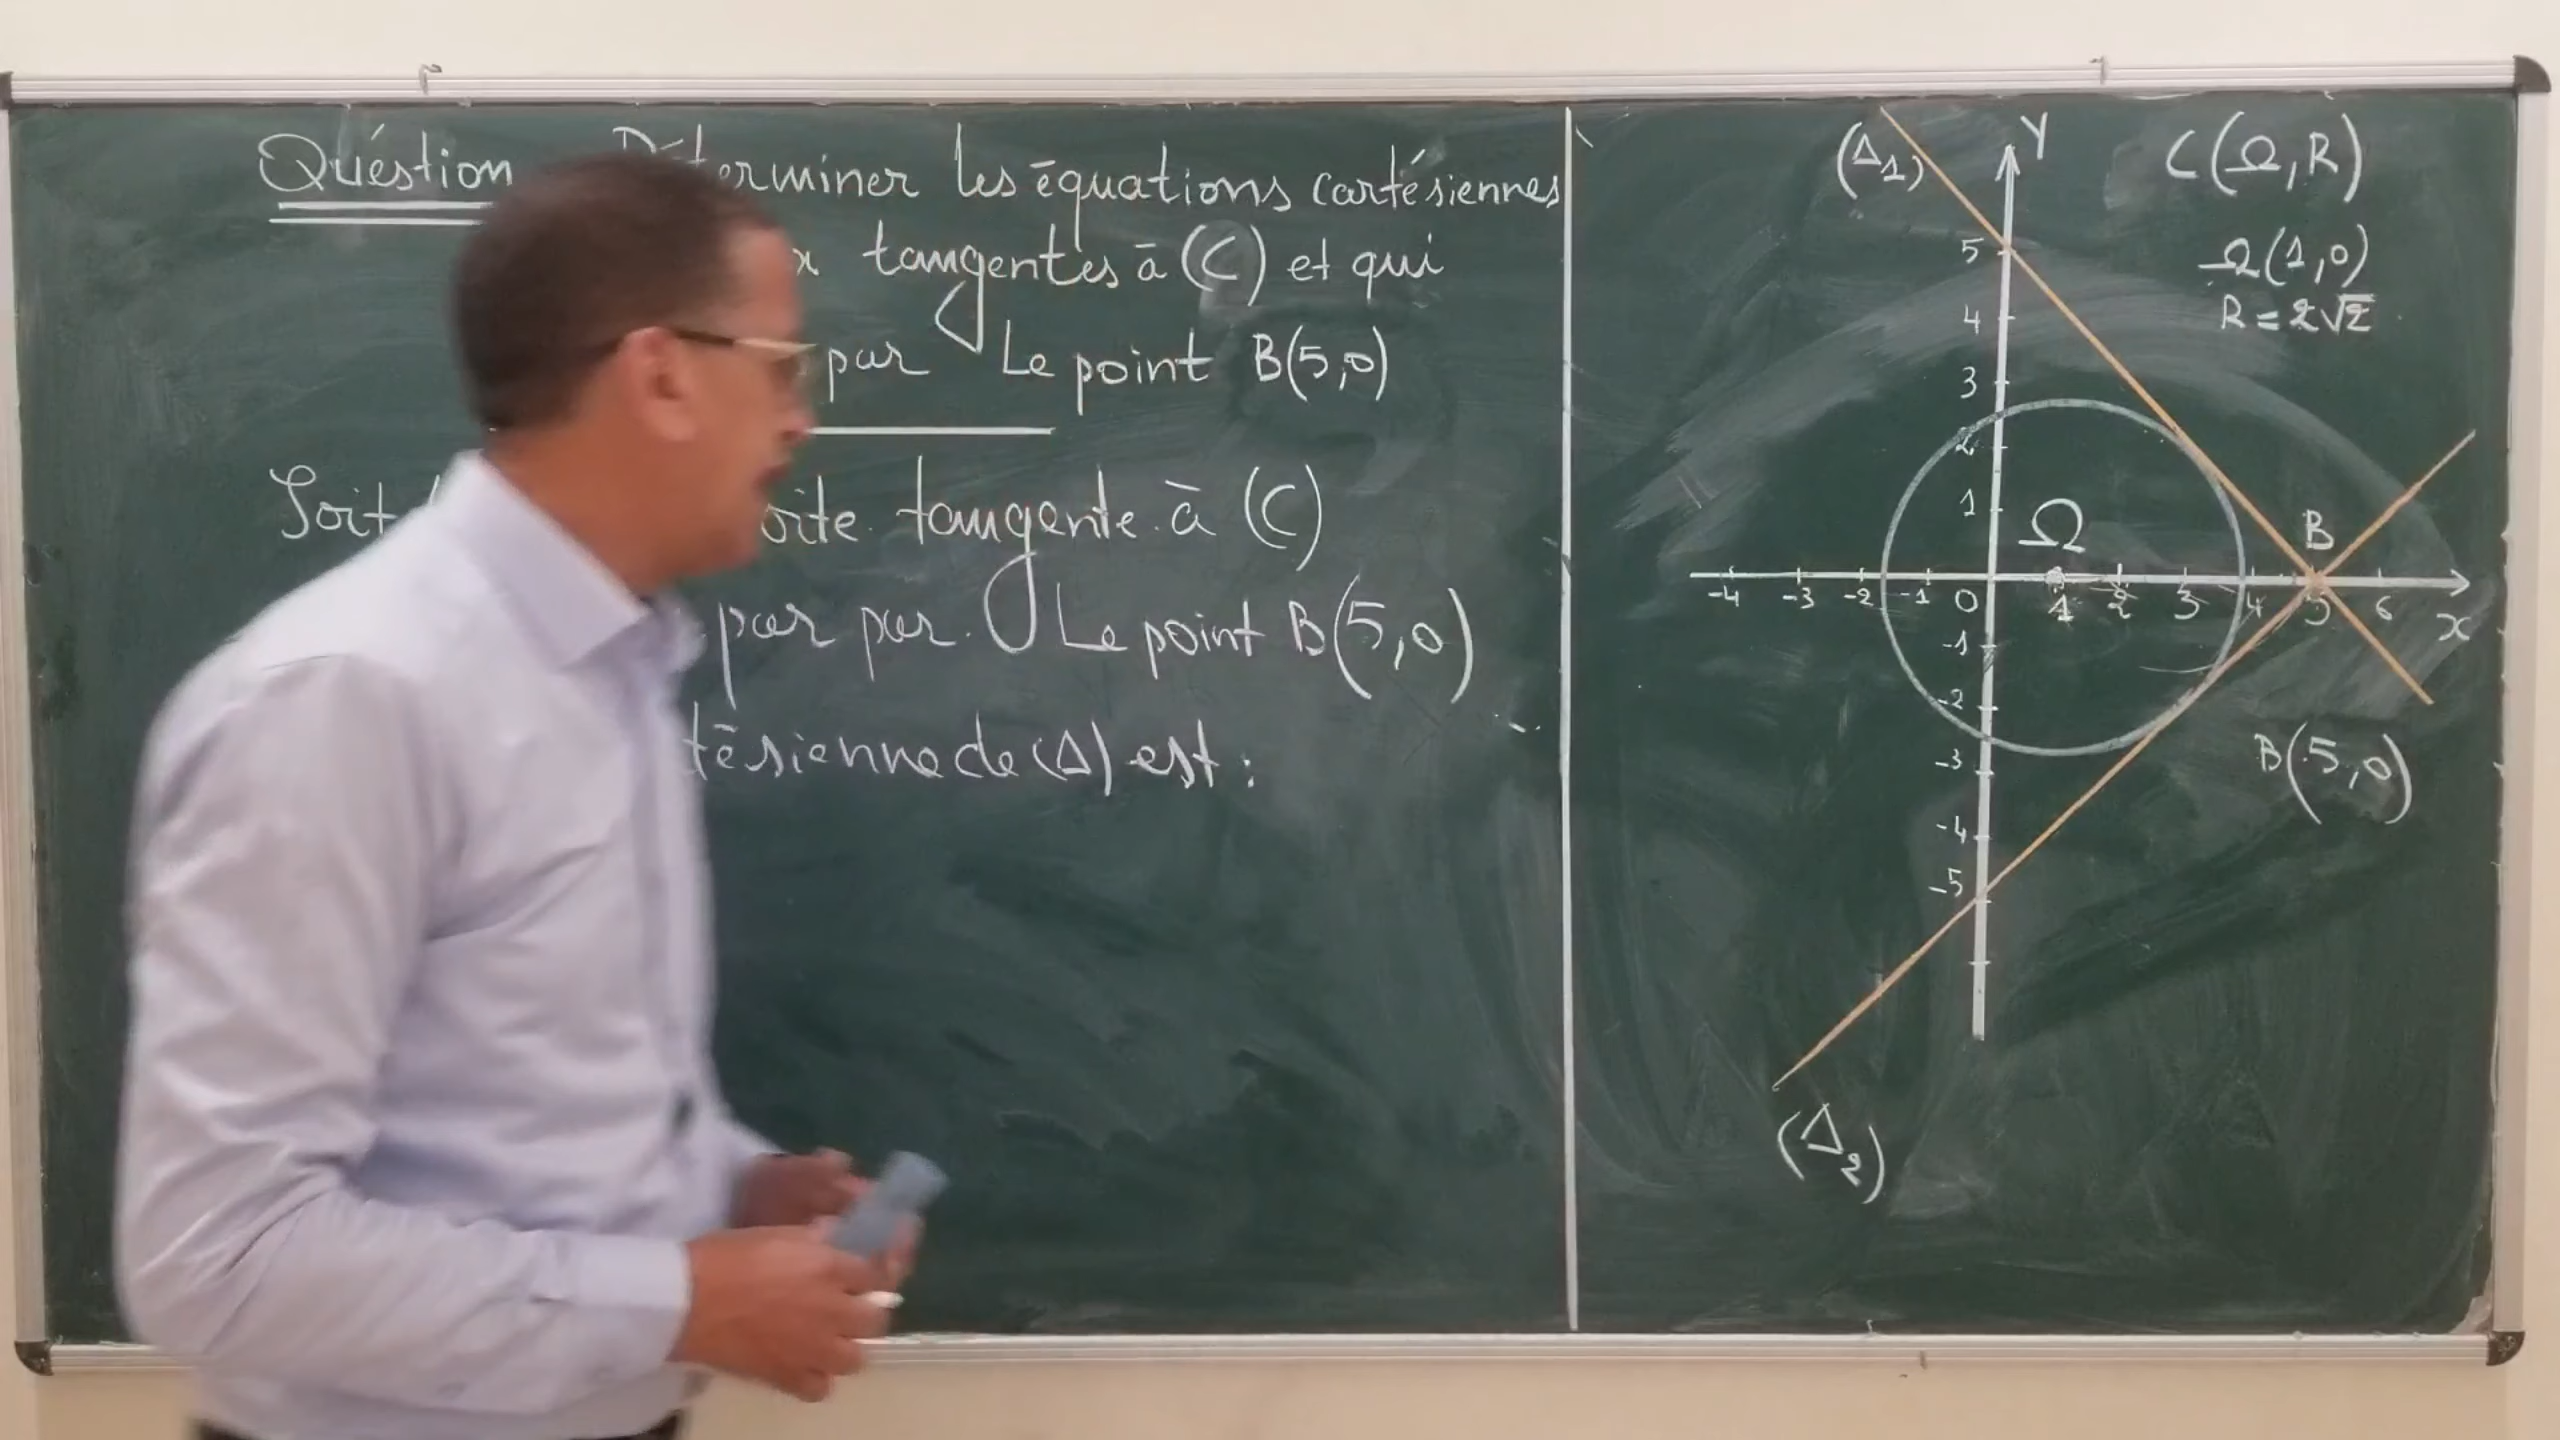 Quéstion Déterminer les équations cartésiennes
x tangentes à (C) et qui
par Le point B(5,0)
Soit oite tangente à (C)
par par Le point B(5,0)
tésienne de (Δ) est :
(Δ1) Y C(Ω,R)
Ω(1,0)
R = 2√2
5
4
3
2
1
Ω
B
-4 -3 -2 -1 0 1 2 3 4 5 6 x
-1
-2
-3
-4
-5
B(5,0)
(Δ2)